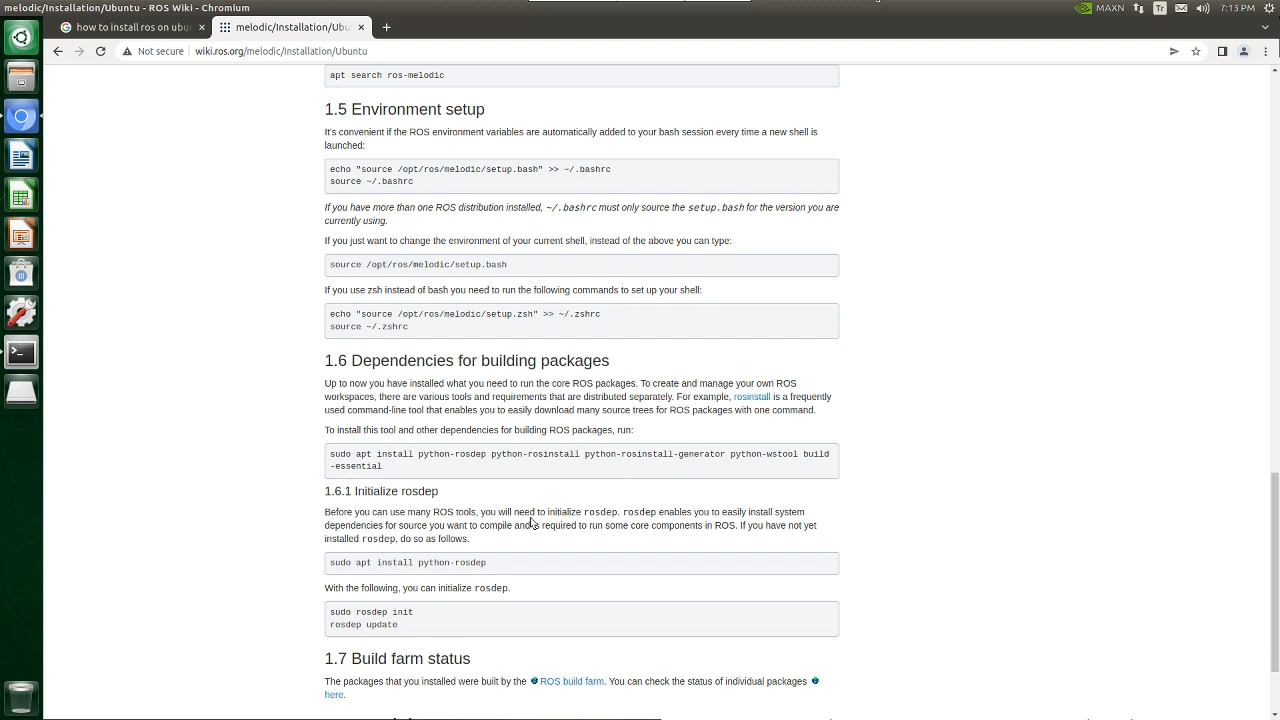 melodic/Installation/Ubuntu - ROS Wiki - Chromium
MAXN
Tr
7:13 PM
how to install ros on ubun
melodic/Installation/Ubu
Not secure
wiki.ros.org/melodic/Installation/Ubuntu
apt search ros-melodic
1.5 Environment setup
It's convenient if the ROS environment variables are automatically added to your bash session every time a new shell is
launched:
echo "source /opt/ros/melodic/setup.bash" >> ~/.bashrc
source ~/.bashrc
If you have more than one ROS distribution installed, ~/.bashrc must only source the setup.bash for the version you are
currently using.
If you just want to change the environment of your current shell, instead of the above you can type:
source /opt/ros/melodic/setup.bash
If you use zsh instead of bash you need to run the following commands to set up your shell:
echo "source /opt/ros/melodic/setup.zsh" >> ~/.zshrc
source ~/.zshrc
1.6 Dependencies for building packages
Up to now you have installed what you need to run the core ROS packages. To create and manage your own ROS
workspaces, there are various tools and requirements that are distributed separately. For example, rosinstall is a frequently
used command-line tool that enables you to easily download many source trees for ROS packages with one command.
To install this tool and other dependencies for building ROS packages, run:
sudo apt install python-rosdep python-rosinstall python-rosinstall-generator python-wstool build
-essential
1.6.1 Initialize rosdep
Before you can use many ROS tools, you will need to initialize rosdep. rosdep enables you to easily install system
dependencies for source you want to compile and is required to run some core components in ROS. If you have not yet
installed rosdep, do so as follows.
sudo apt install python-rosdep
With the following, you can initialize rosdep.
sudo rosdep init
rosdep update
1.7 Build farm status
The packages that you installed were built by the ROS build farm. You can check the status of individual packages
here.